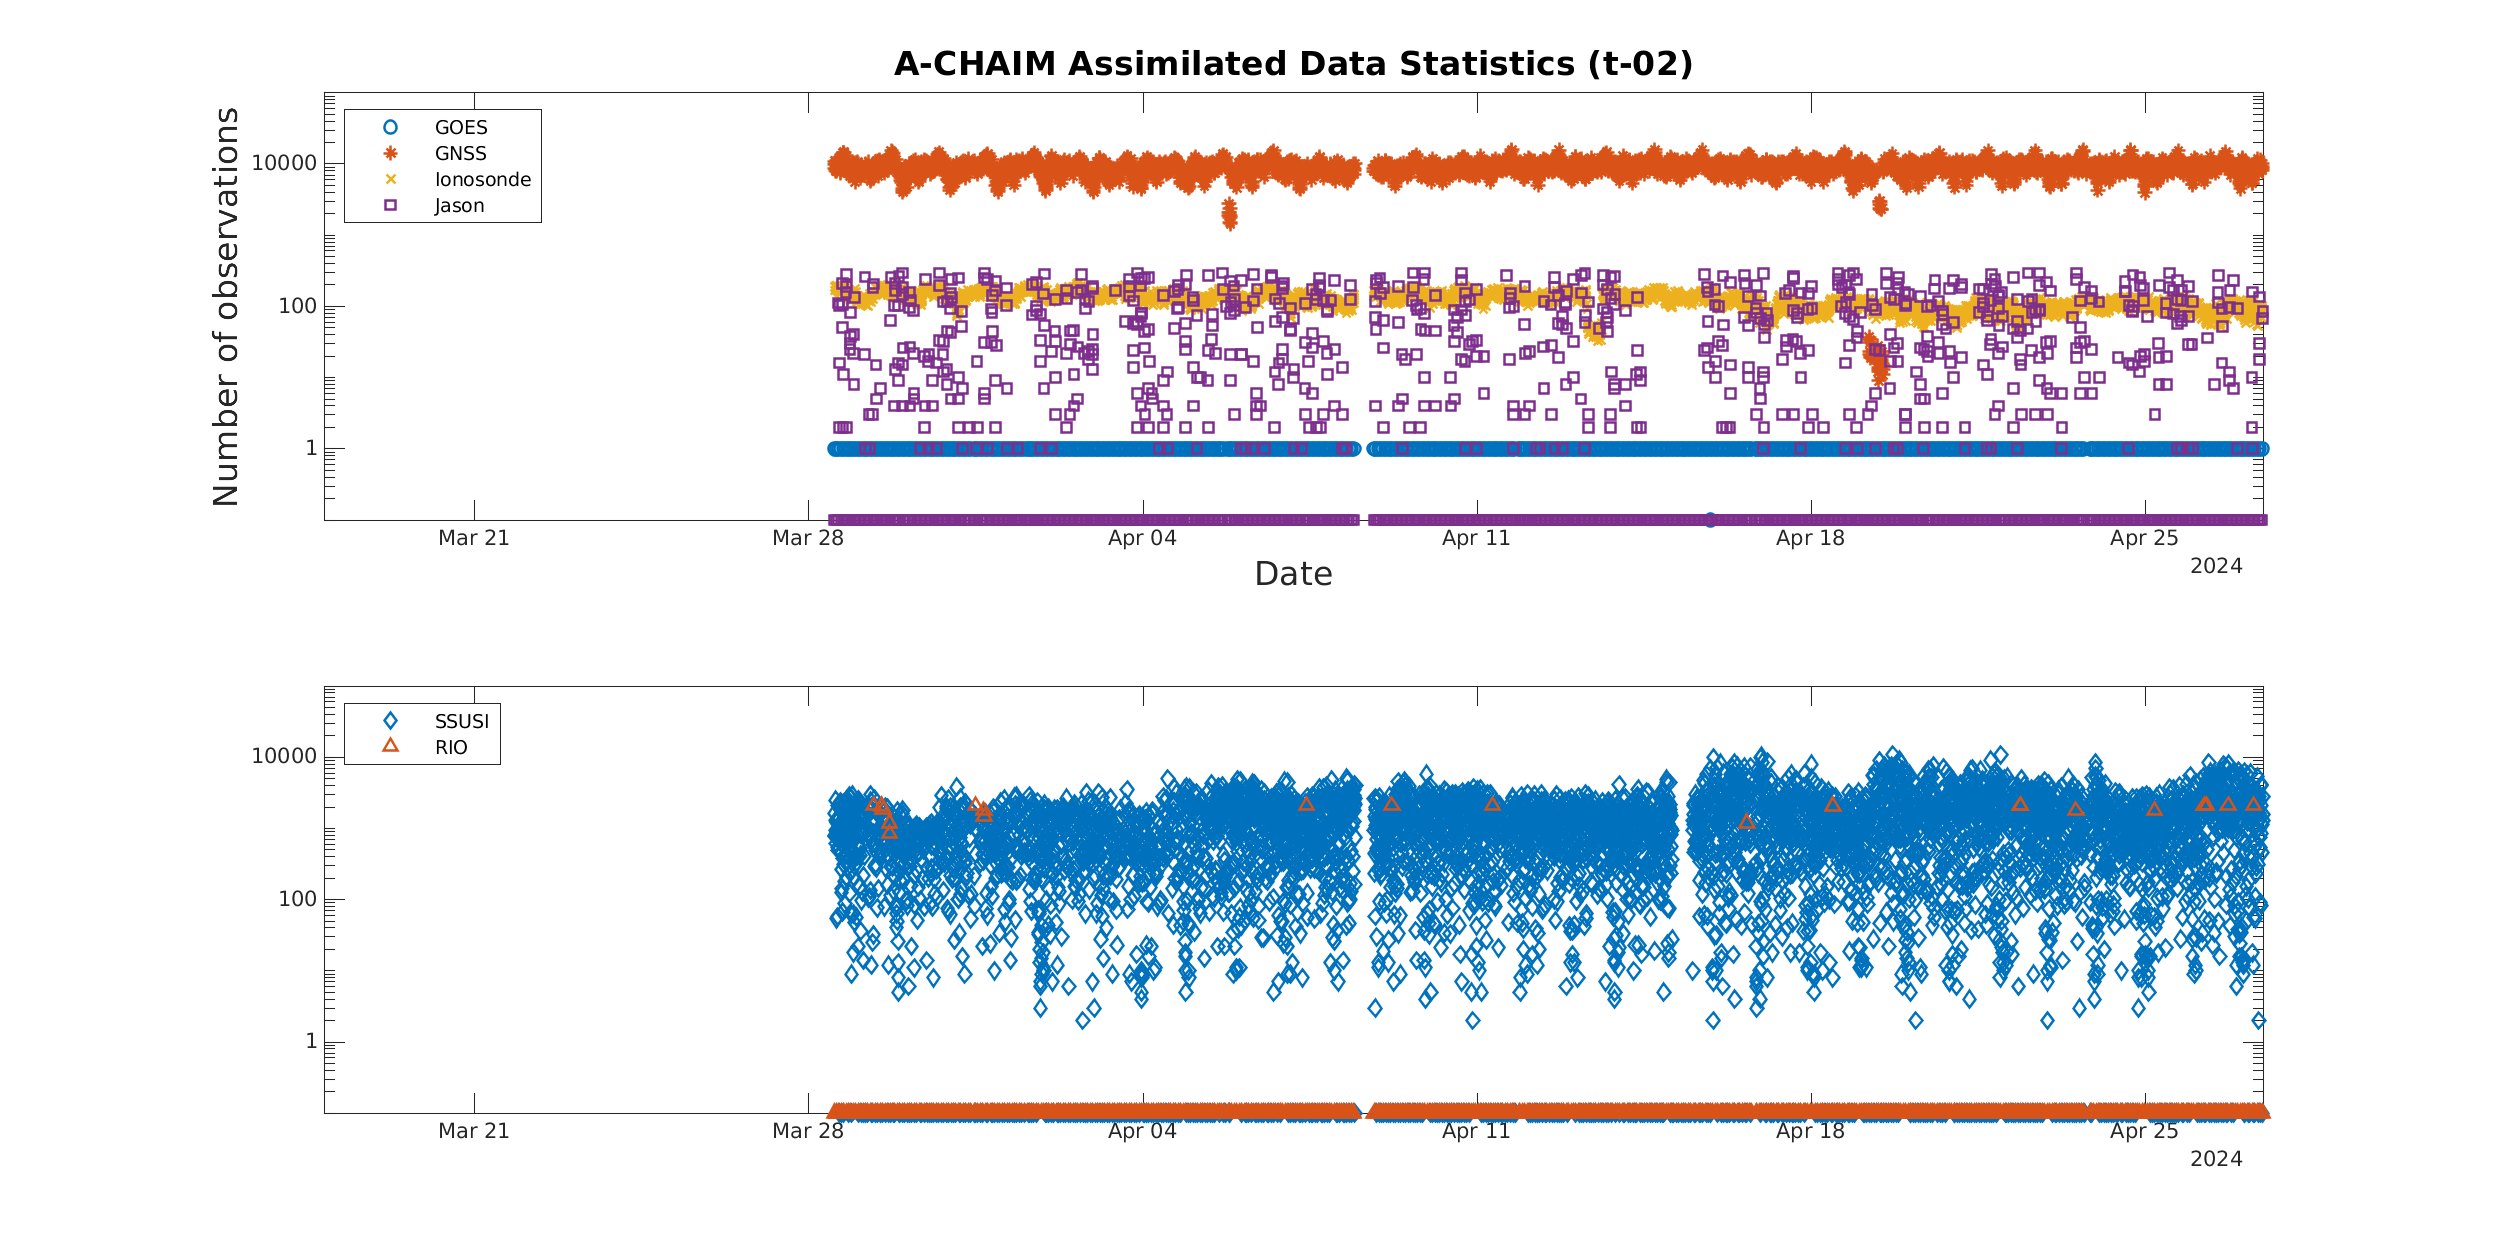 A-CHAIM Assimilated Data Statistics (t-02)
Number of observations
10000
100
1
GOES
GNSS
Ionosonde
Jason
Mar 21
Mar 28
Apr 04
Apr 11
Apr 18
Apr 25
2024
Date
10000
100
1
SSUSI
RIO
Mar 21
Mar 28
Apr 04
Apr 11
Apr 18
Apr 25
2024